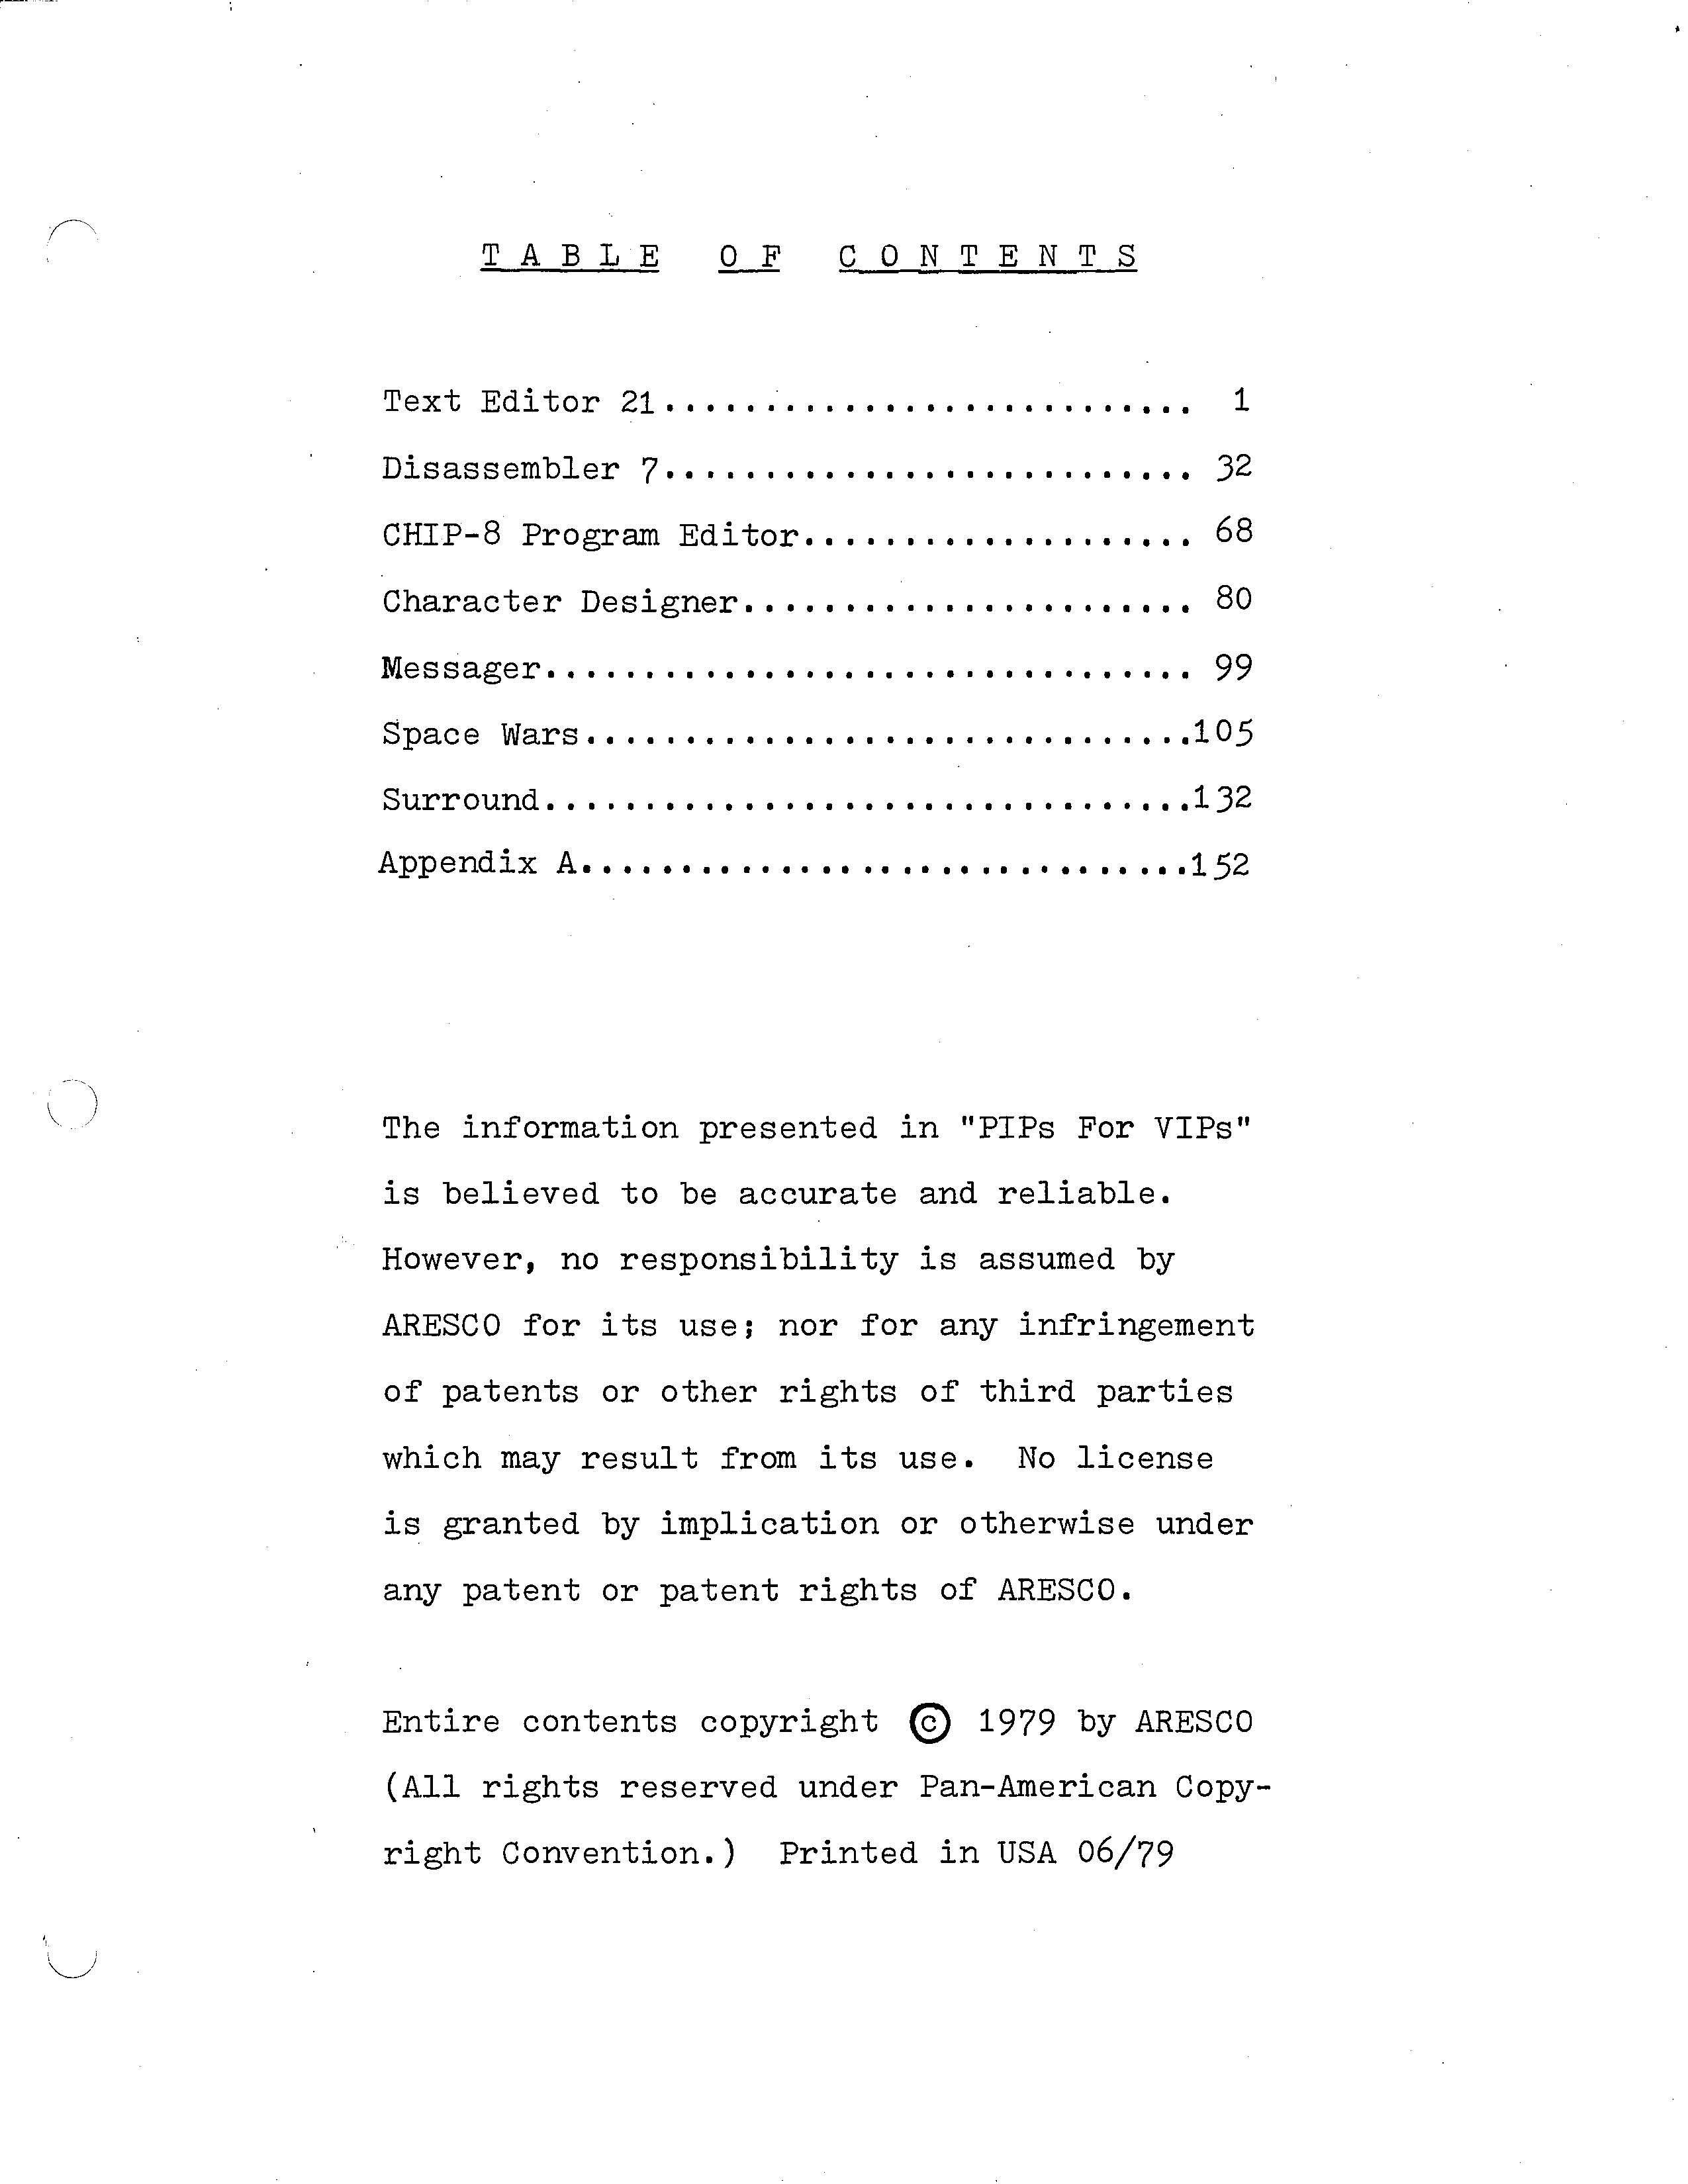 T A B L E  O F  C O N T E N T S
Text Editor 21........................... 1
Disassembler 7........................... 32
CHIP-8 Program Editor.................... 68
Character Designer....................... 80
Messager................................. 99
Space Wars...............................105
Surround.................................132
Appendix A...............................152
The information presented in "PIPs For VIPs"
is believed to be accurate and reliable.
However, no responsibility is assumed by
ARESCO for its use; nor for any infringement
of patents or other rights of third parties
which may result from its use.  No license
is granted by implication or otherwise under
any patent or patent rights of ARESCO.
Entire contents copyright © 1979 by ARESCO
(All rights reserved under Pan-American Copy-
right Convention.)  Printed in USA 06/79